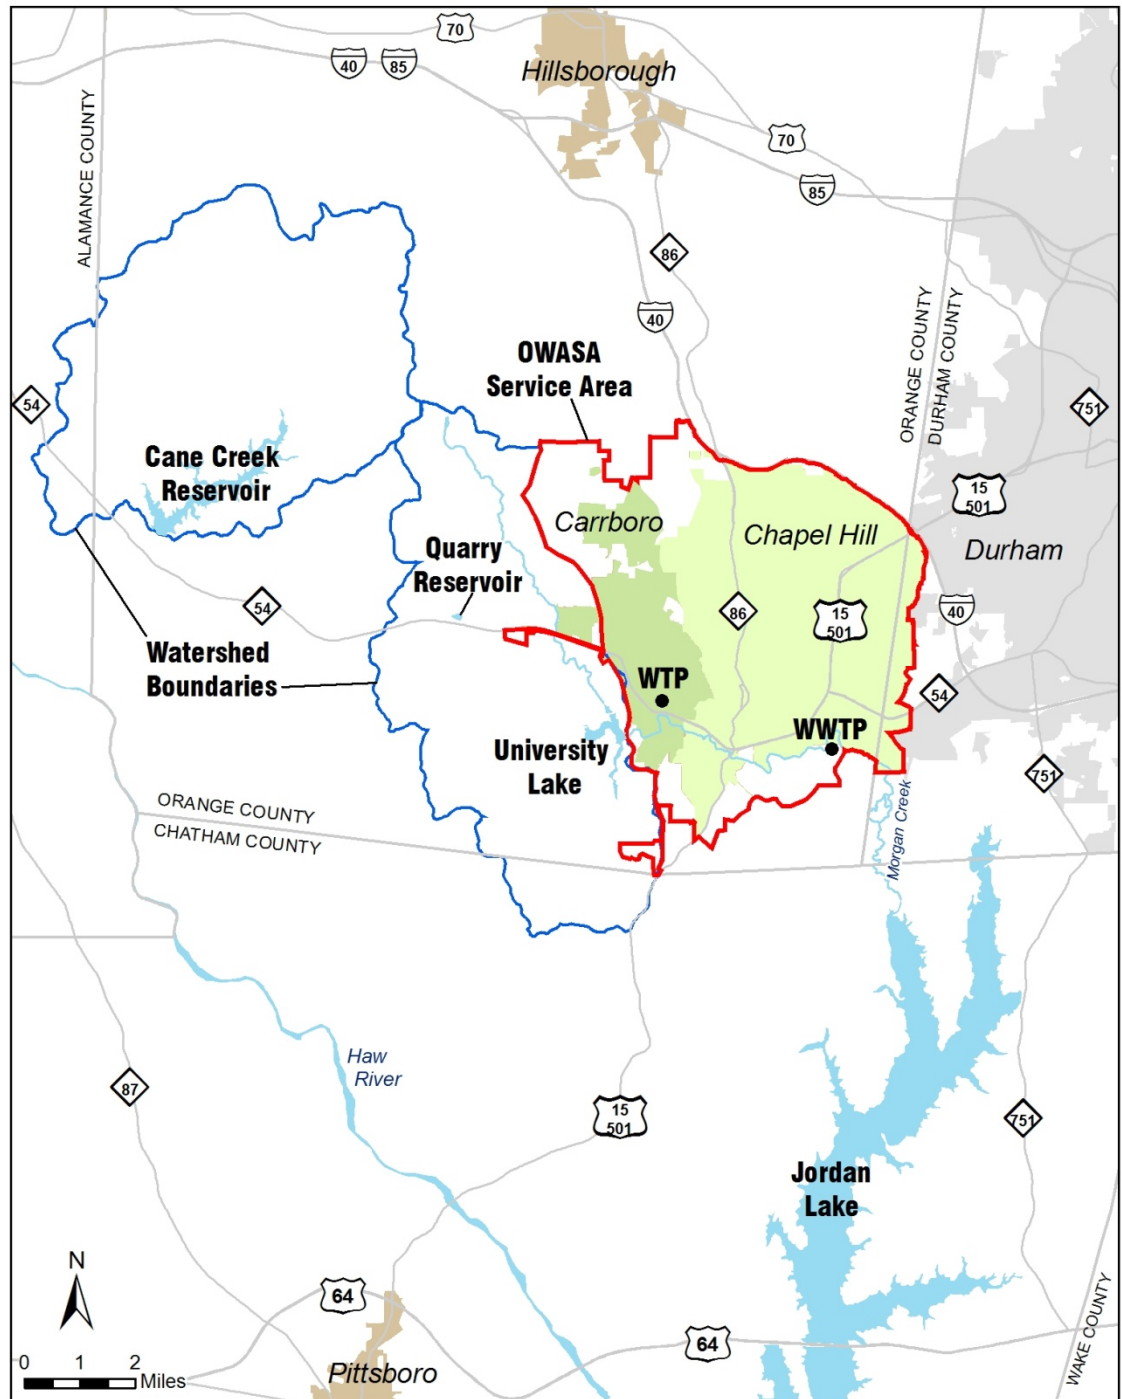 70
40
85
Hillsborough
70
85
ALAMANCE COUNTY
86
40
ORANGE COUNTY
DURHAM COUNTY
OWASA
Service Area
54
751
Cane Creek
Reservoir
15
501
Carrboro
Chapel Hill
Durham
Quarry
Reservoir
54
86
15
501
40
Watershed
Boundaries
WTP
54
WWTP
University
Lake
751
ORANGE COUNTY
CHATHAM COUNTY
Morgan Creek
Haw
River
87
15
501
751
Jordan
Lake
N
64
64
WAKE COUNTY
0 1 2
Miles
Pittsboro